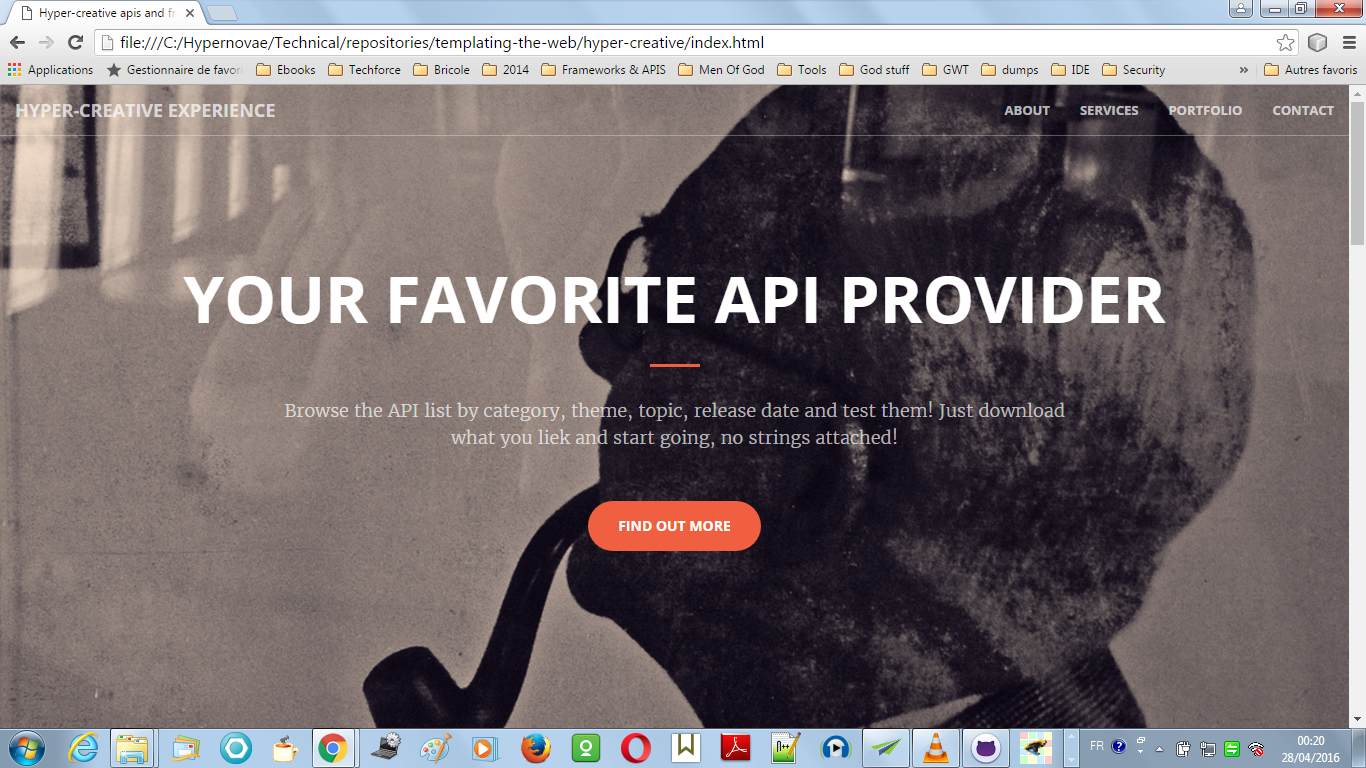 Hyper-creative apis and fr
file:///C:/Hypernovae/Technical/repositories/templating-the-web/hyper-creative/index.html
Applications Gestionnaire de favori Ebooks Techforce Bricole 2014 Frameworks & APIS Men Of God Tools God stuff GWT dumps IDE Security » Autres favoris
HYPER-CREATIVE EXPERIENCE ABOUT SERVICES PORTFOLIO CONTACT
YOUR FAVORITE API PROVIDER
Browse the API list by category, theme, topic, release date and test them! Just download
what you liek and start going, no strings attached!
FIND OUT MORE
FR 00:20
28/04/2016